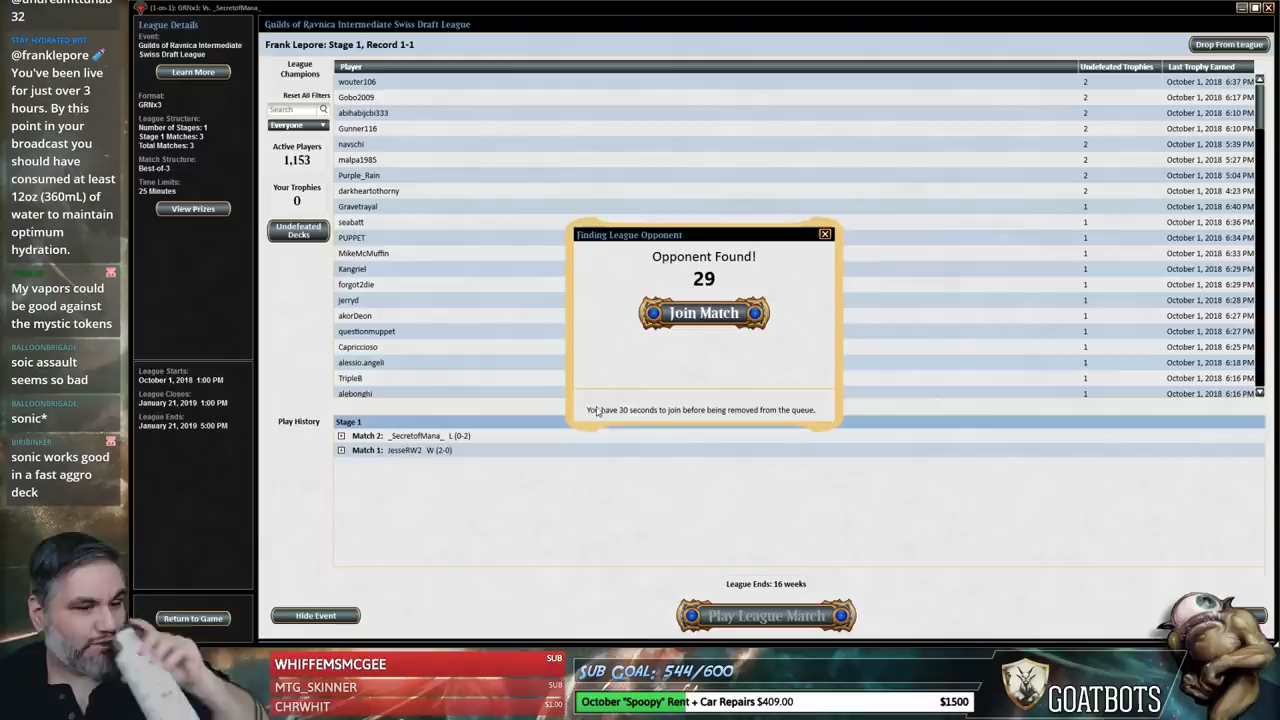 @andreamttundao
32
STAY_HYDRATED_BOT
@franklepore
You've been live
for just over 3
hours. By this
point in your
broadcast you
should have
consumed at least
12oz (360mL) of
water to maintain
optimum
hydration.
My vapors could
be good against
the mystic tokens
BALLOONBRIGADE
soic assault
seems so bad
BALLOONBRIGADE
sonic*
BIRIBINKER
sonic works good
in a fast aggro
deck
(1-on-1): GRNx3: Vs. _SecretofMana_
League Details
Event:
Guilds of Ravnica Intermediate
Swiss Draft League
Learn More
Format:
GRNx3
League Structure:
Number of Stages: 1
Stage 1 Matches: 3
Total Matches: 3
Match Structure:
Best-of-3
Time Limits:
25 Minutes
View Prizes
League Starts:
October 1, 2018 1:00 PM
League Closes:
January 21, 2019 1:00 PM
League Ends:
January 21, 2019 5:00 PM
Return to Game
Guilds of Ravnica Intermediate Swiss Draft League
Frank Lepore: Stage 1, Record 1-1
Drop From League
League
Champions
Reset All Filters
Search
Everyone
Active Players
1,153
Your Trophies
0
Undefeated
Decks
Player Undefeated Trophies Last Trophy Earned
wouter106 2 October 1, 2018 6:37 PM
Gobo2009 2 October 1, 2018 6:17 PM
abihabijcbi333 2 October 1, 2018 6:10 PM
Gunner116 2 October 1, 2018 6:10 PM
navschi 2 October 1, 2018 5:39 PM
malpa1985 2 October 1, 2018 5:27 PM
Purple_Rain 2 October 1, 2018 5:04 PM
darkheartothorny 2 October 1, 2018 4:23 PM
Gravetrayal 1 October 1, 2018 6:40 PM
seabatt 1 October 1, 2018 6:36 PM
PUPPET 1 October 1, 2018 6:34 PM
MikeMcMuffin 1 October 1, 2018 6:33 PM
Kangriel 1 October 1, 2018 6:29 PM
forgot2die 1 October 1, 2018 6:29 PM
jerryd 1 October 1, 2018 6:28 PM
akorDeon 1 October 1, 2018 6:27 PM
questionmuppet 1 October 1, 2018 6:27 PM
Capriccioso 1 October 1, 2018 6:25 PM
alessio.angeli 1 October 1, 2018 6:18 PM
TripleB 1 October 1, 2018 6:16 PM
alebonghi 1 October 1, 2018 6:16 PM
Finding League Opponent
Opponent Found!
29
Join Match
You have 30 seconds to join before being removed from the queue.
Play History
Stage 1
Match 2: _SecretofMana_ L (0-2)
Match 1: JesseRW2 W (2-0)
League Ends: 16 weeks
Hide Event
Play League Match
WHIFFEMSMCGEE SUB
MTG_SKINNER SUB
CHRWHIT $1.00
SUB GOAL: 544/600
October "Spoopy" Rent + Car Repairs $409.00 $1500
GOATBOTS